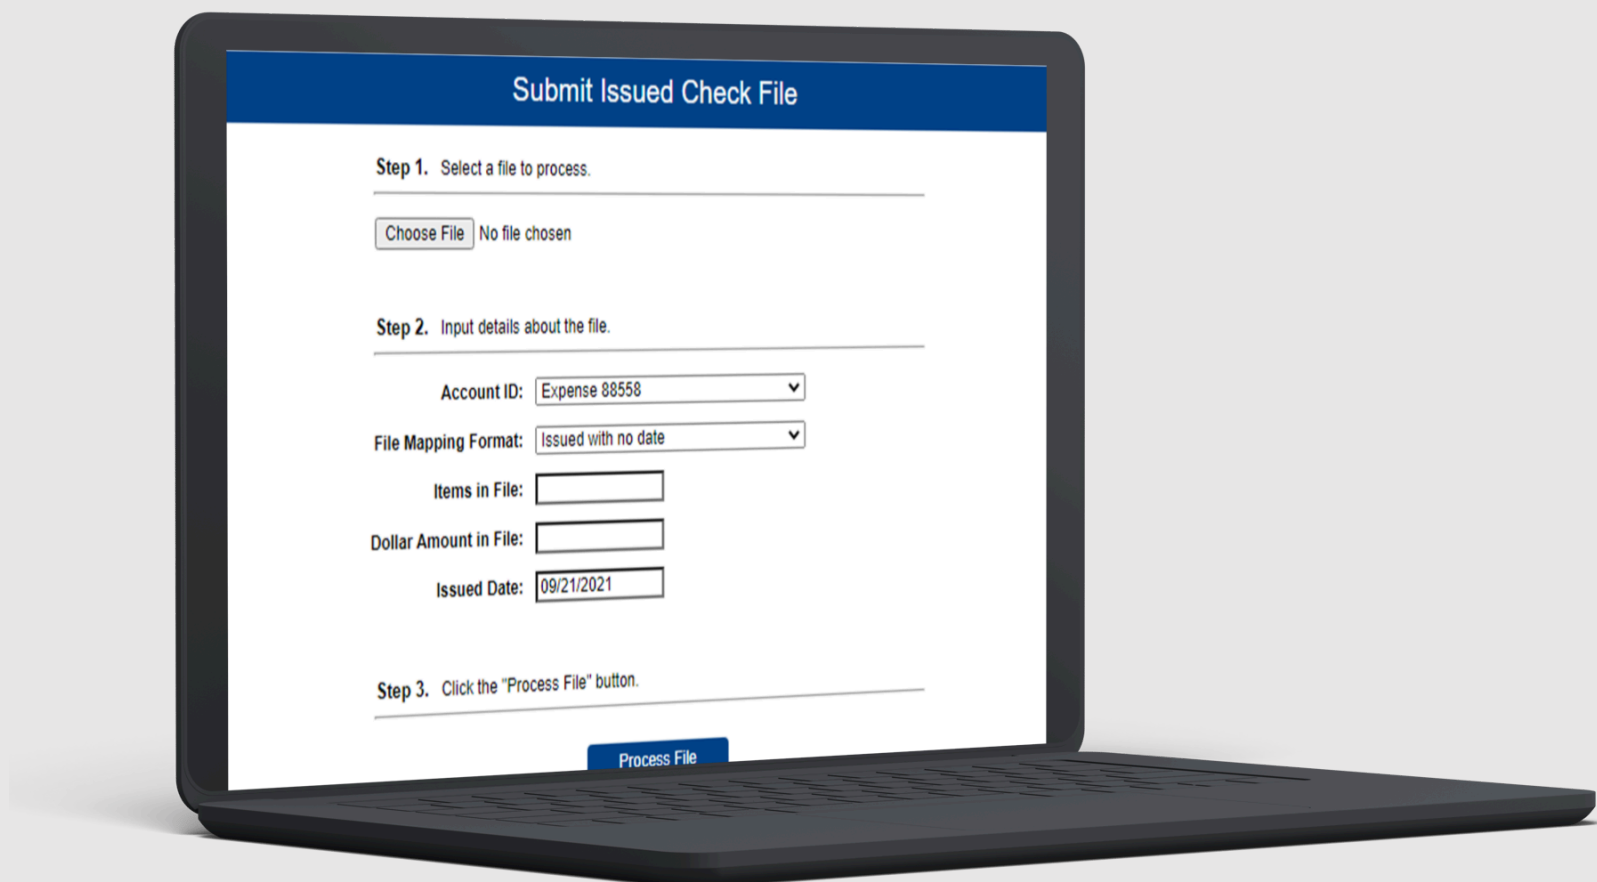 Submit Issued Check File
Step 1. Select a file to process.
Choose File No file chosen
Step 2. Input details about the file.
Account ID: Expense 88558
File Mapping Format: Issued with no date
Items in File:
Dollar Amount in File:
Issued Date: 09/21/2021
Step 3. Click the "Process File" button.
Process File